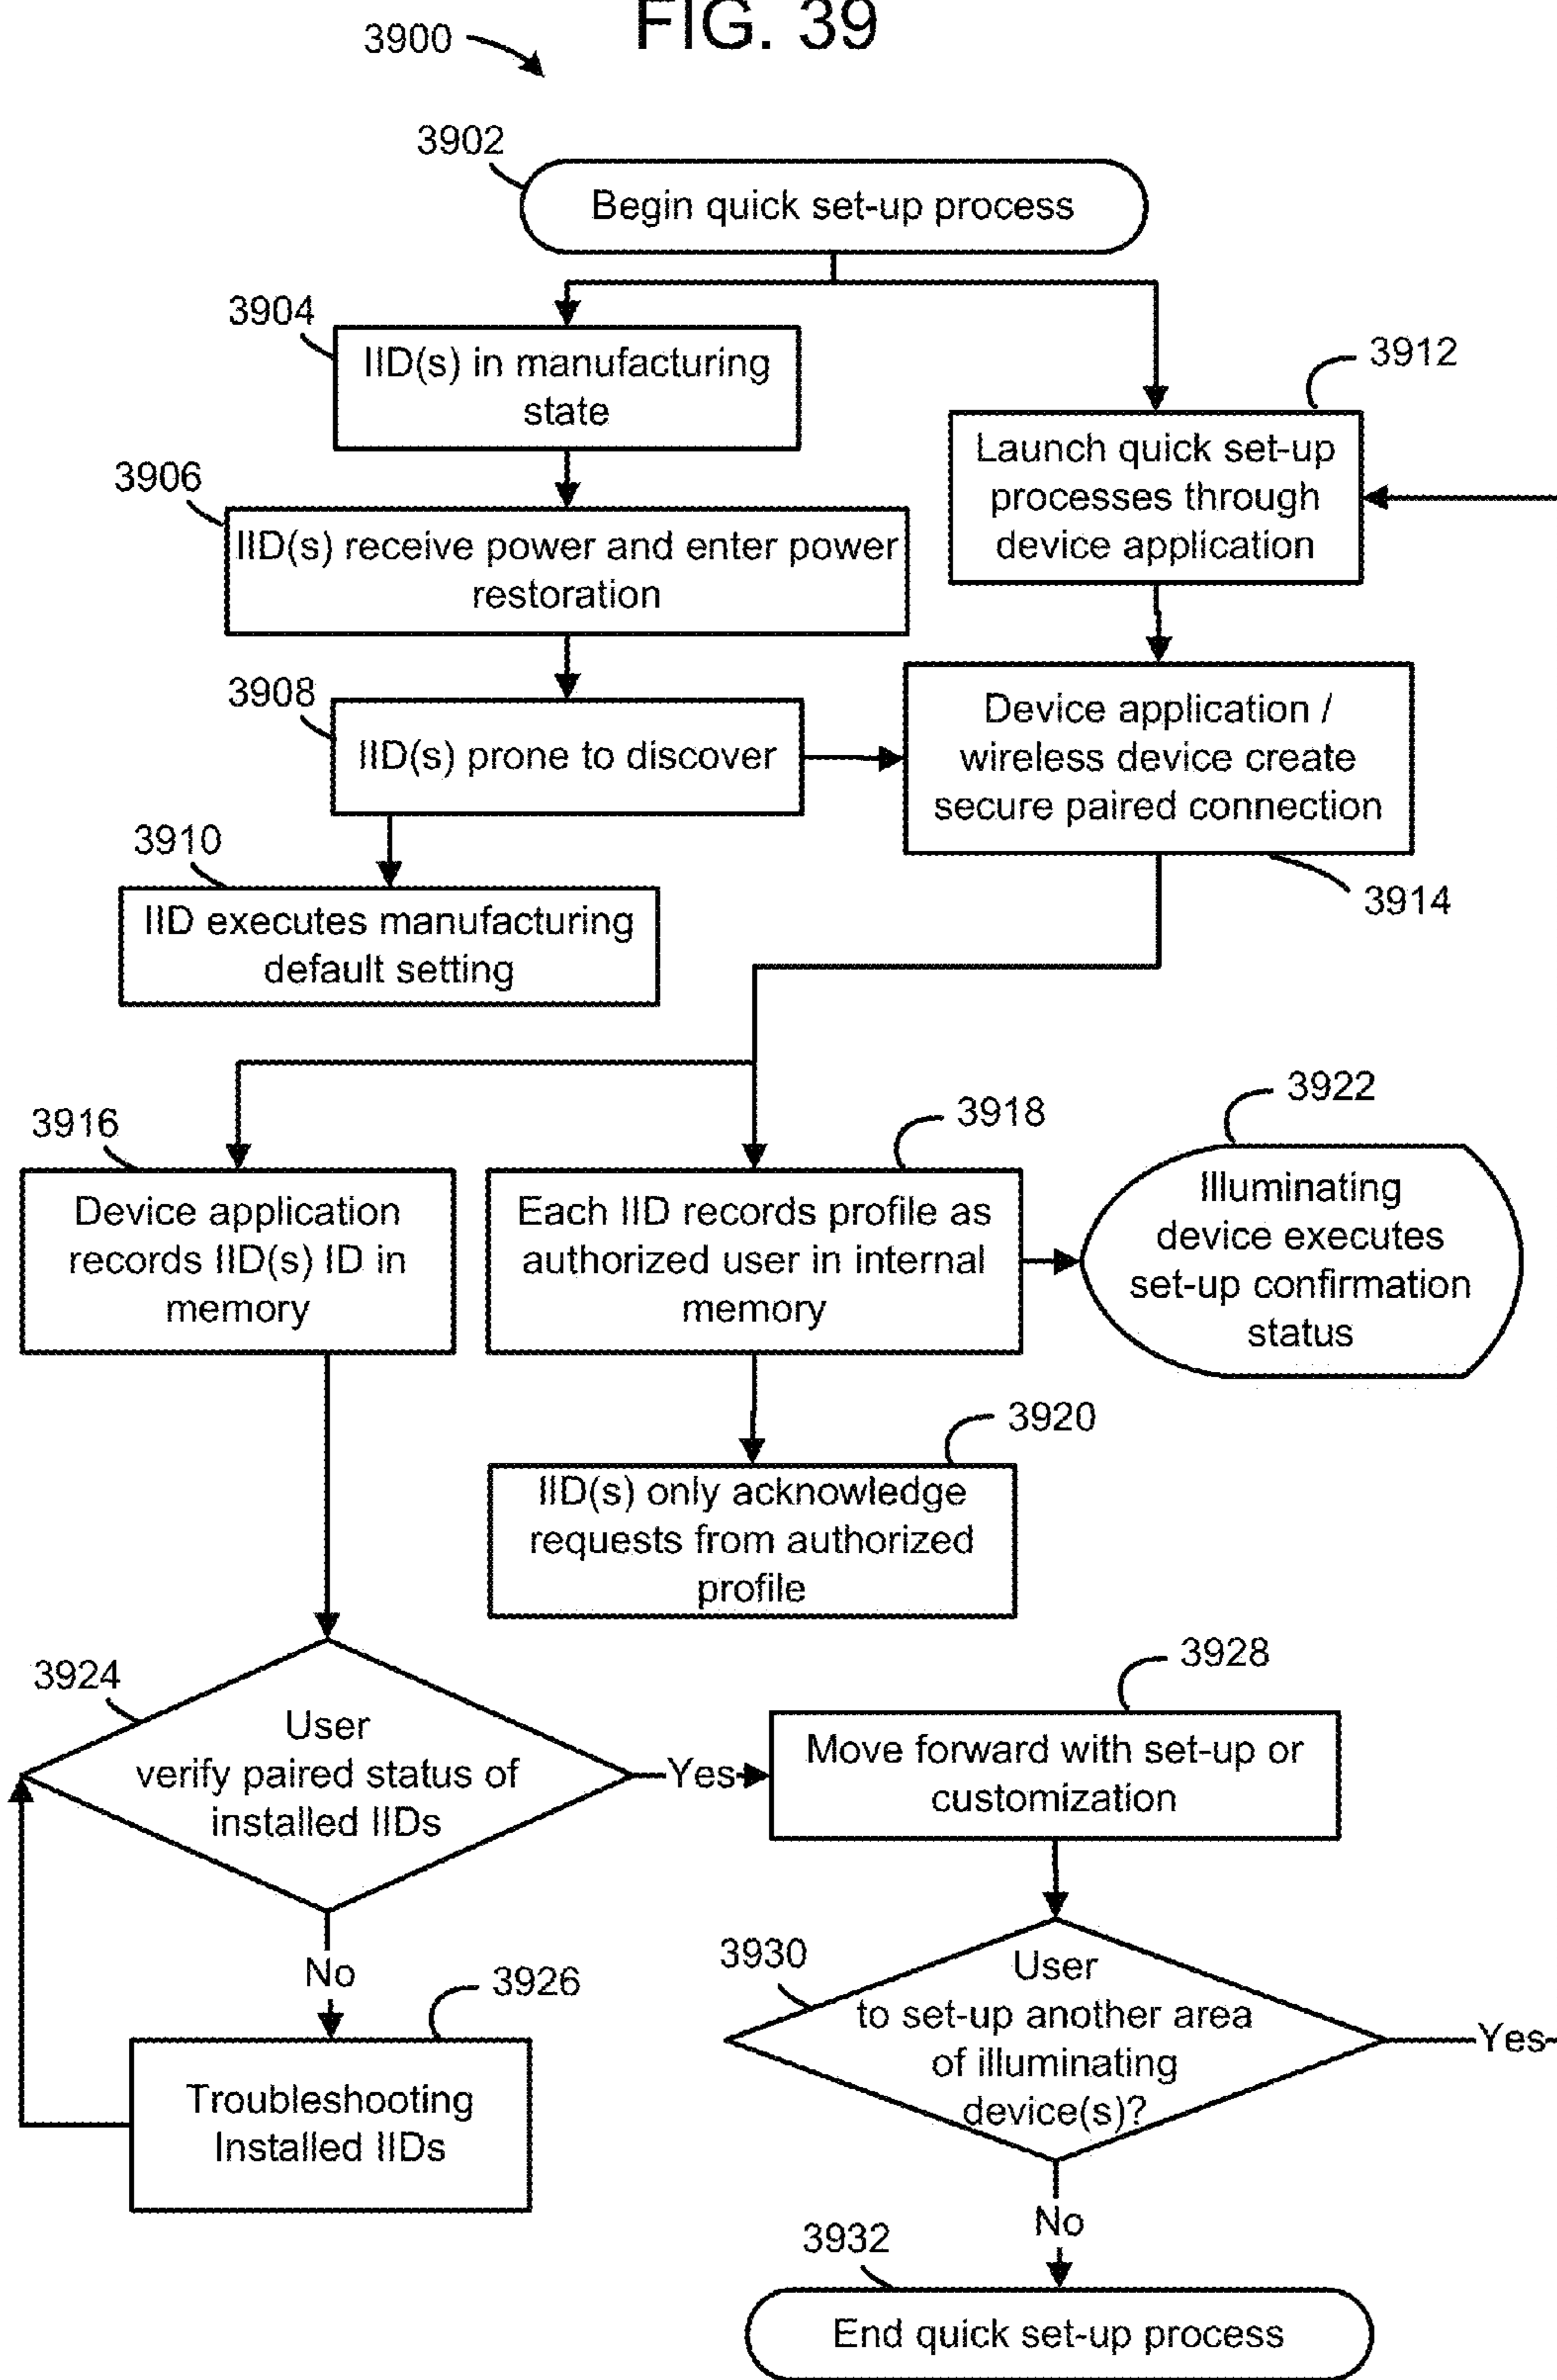 FIG. 39
3900
3902
Begin quick set-up process
3904
IID(s) in manufacturing
state
3912
Launch quick set-up
processes through
device application
3906
IID(s) receive power and enter power
restoration
3908
IID(s) prone to discover
Device application /
wireless device create
secure paired connection
3914
3910
IID executes manufacturing
default setting
3916
Device application
records IID(s) ID in
memory
3918
Each IID records profile as
authorized user in internal
memory
3922
Illuminating
device executes
set-up confirmation
status
3920
IID(s) only acknowledge
requests from authorized
profile
3924
User
verify paired status of
installed IIDs
Yes
3928
Move forward with set-up or
customization
No
3926
Troubleshooting
Installed IIDs
3930
User
to set-up another area
of illuminating
device(s)?
Yes
No
3932
End quick set-up process